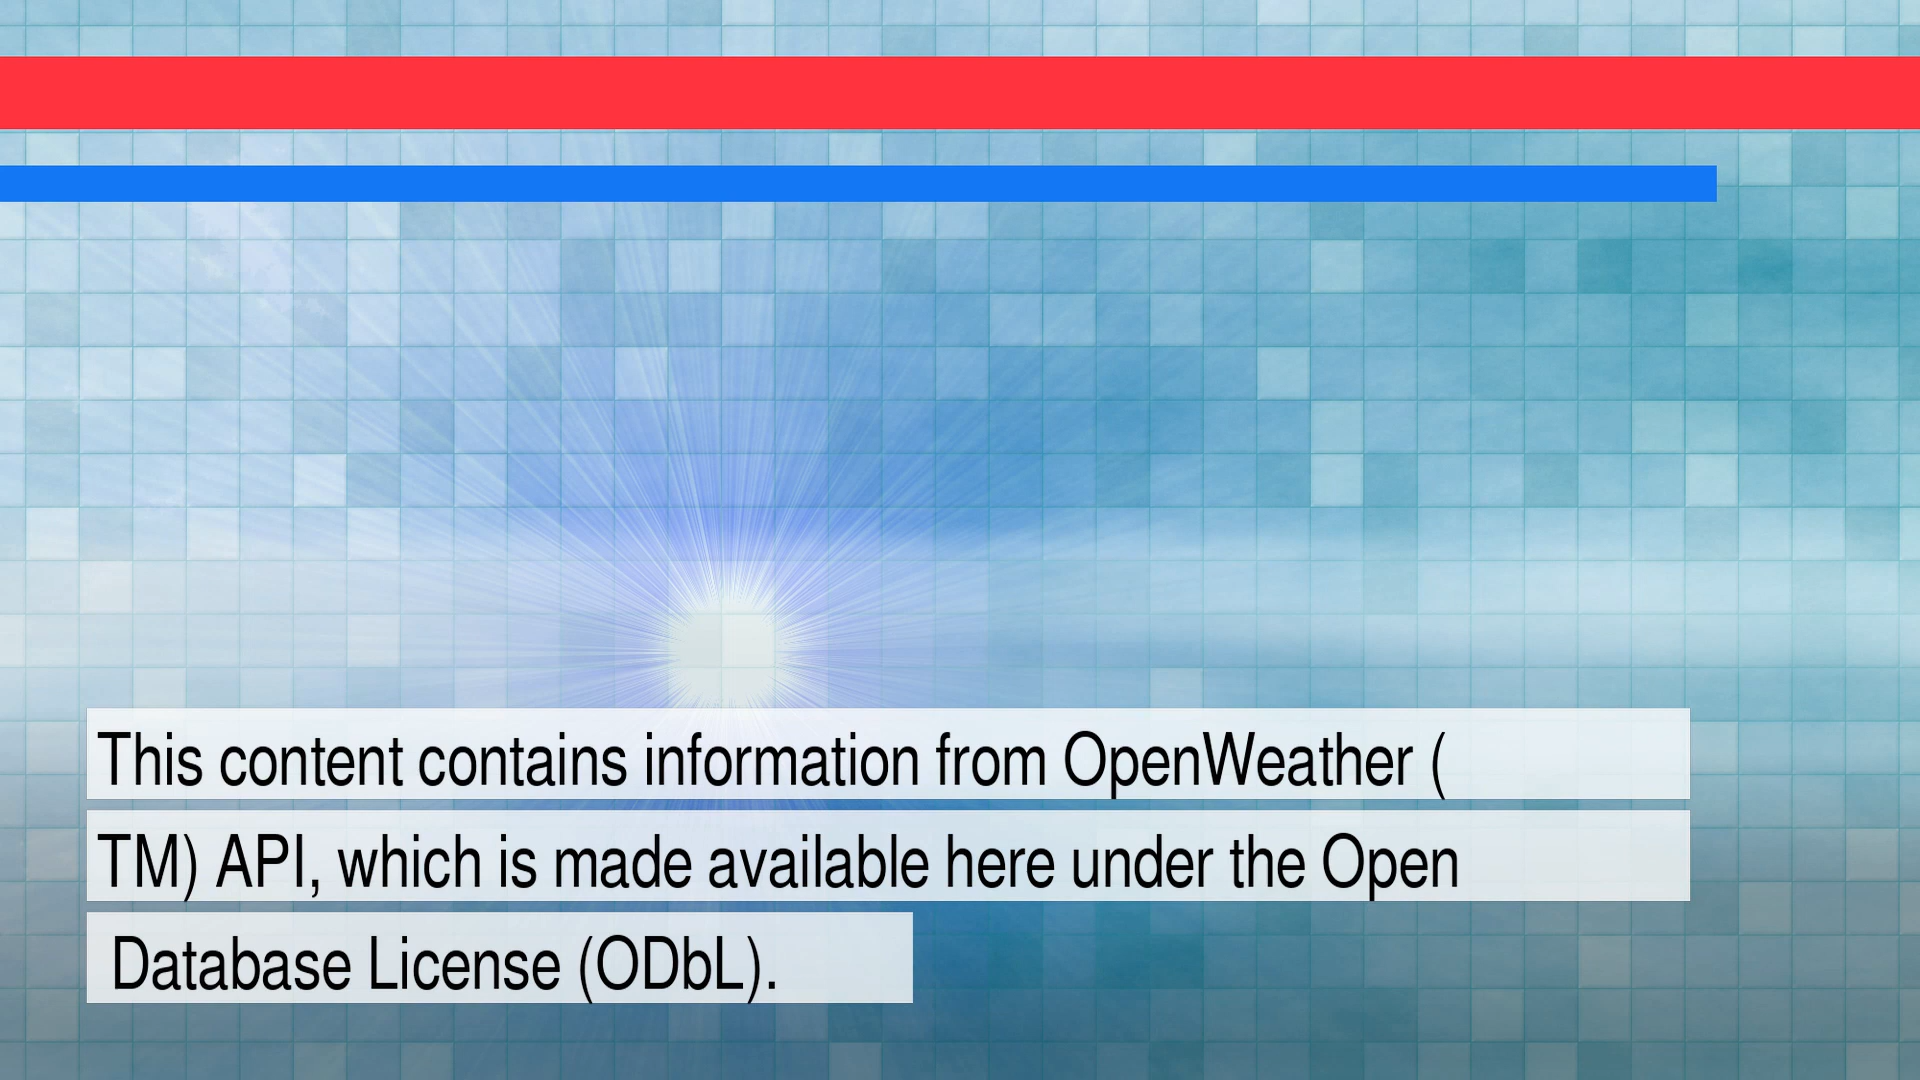 This content contains information from OpenWeather (
TM) API, which is made available here under the Open
Database License (ODbL).